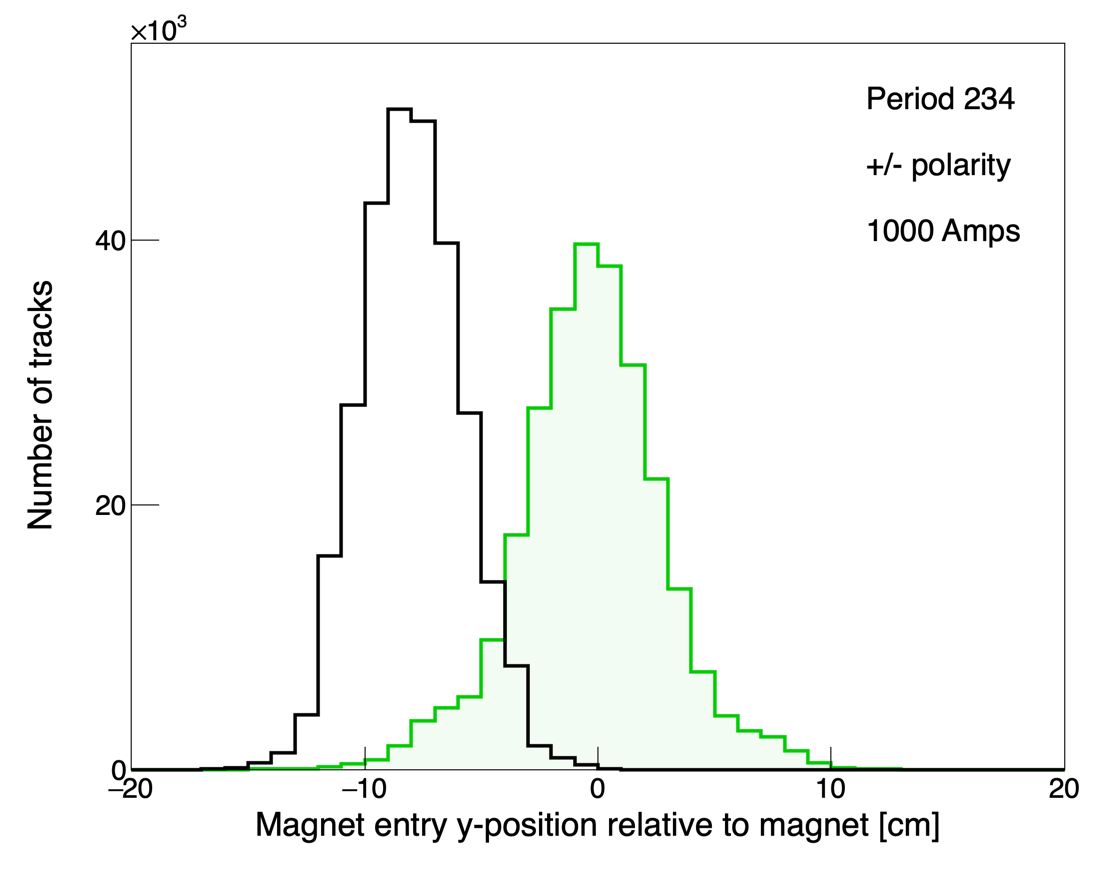 ×10³
Period 234
+/- polarity
1000 Amps
40
20
0
Number of tracks
−20 −10 0 10 20
Magnet entry y-position relative to magnet [cm]